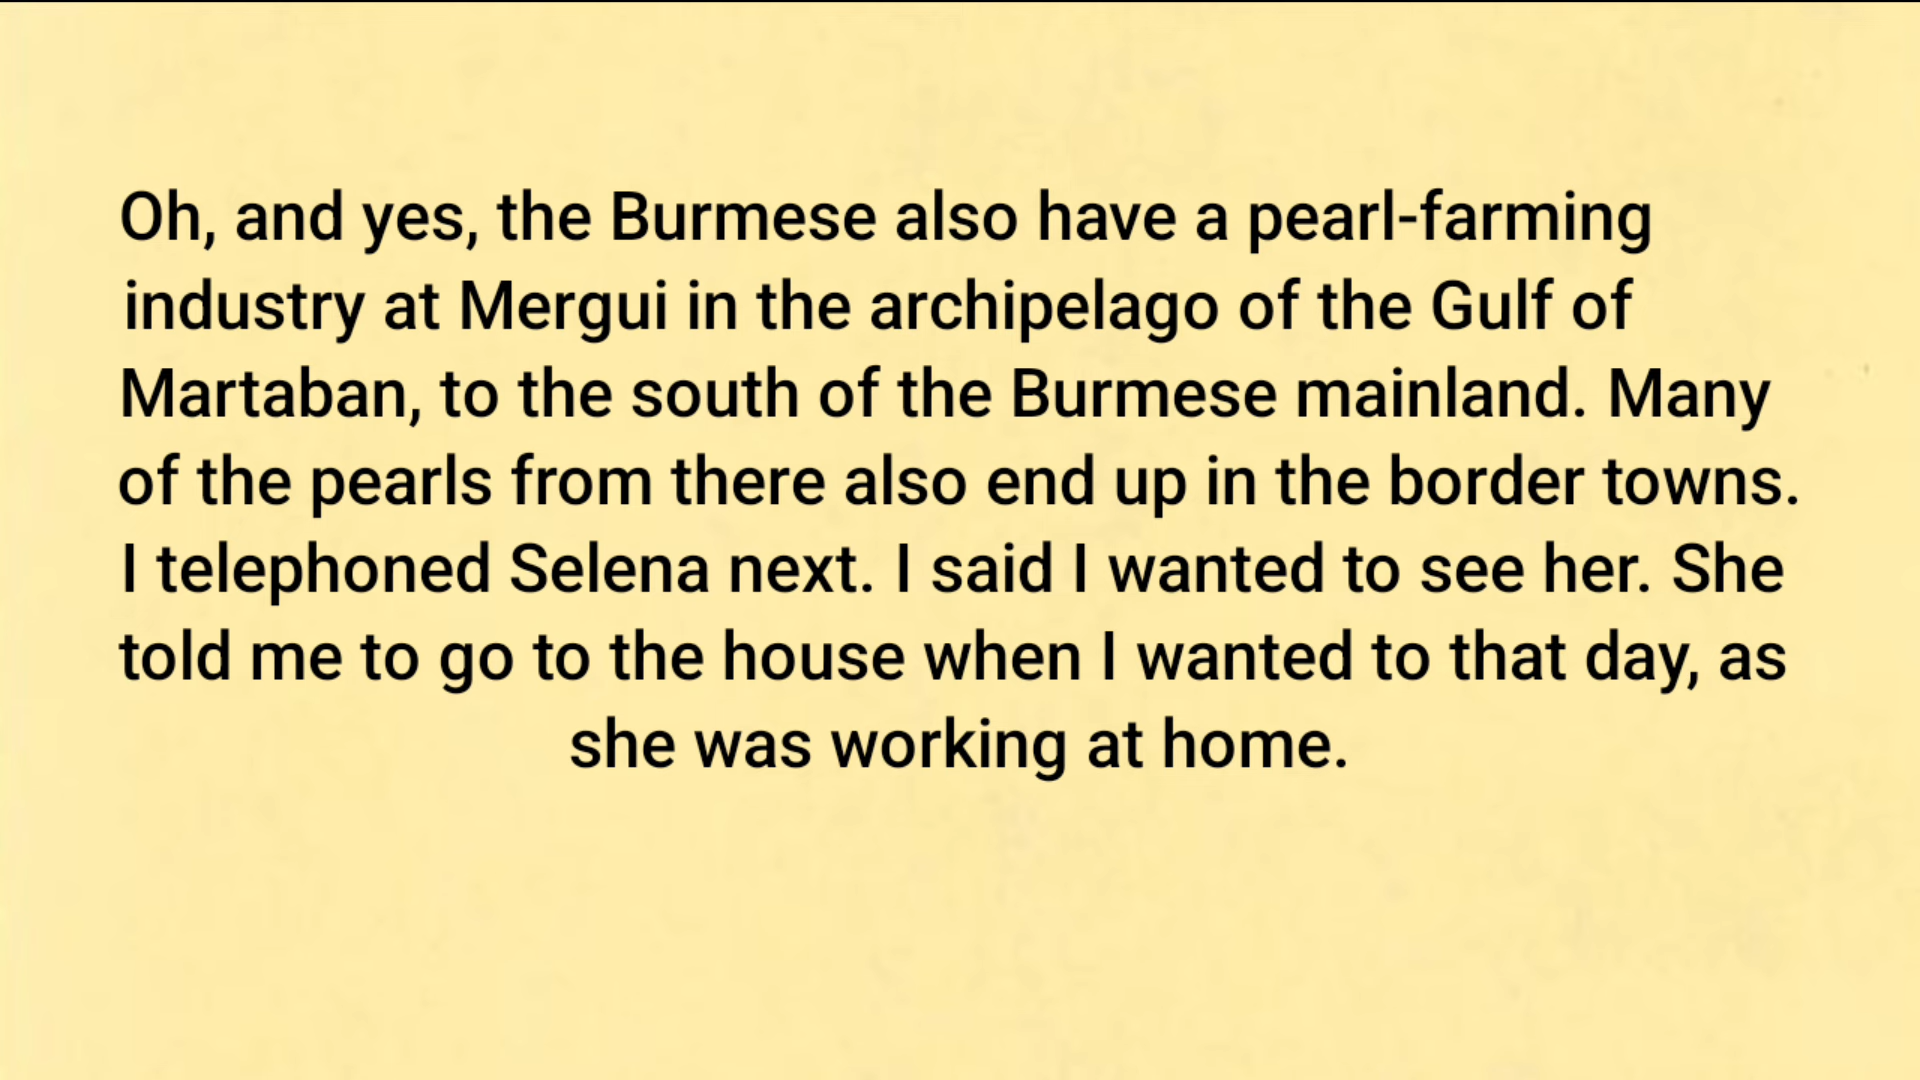 Oh, and yes, the Burmese also have a pearl-farming
industry at Mergui in the archipelago of the Gulf of
Martaban, to the south of the Burmese mainland. Many
of the pearls from there also end up in the border towns.
I telephoned Selena next. I said I wanted to see her. She
told me to go to the house when I wanted to that day, as
she was working at home.